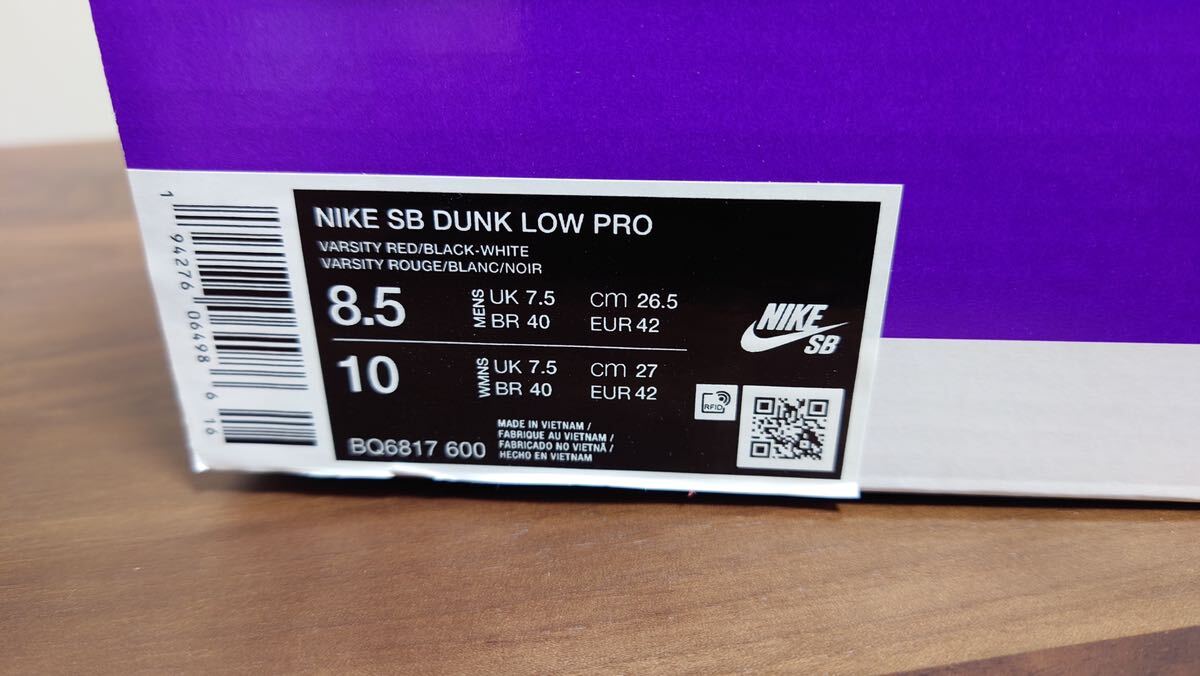 NIKE SB DUNK LOW PRO
VARSITY RED/BLACK-WHITE
VARSITY ROUGE/BLANC/NOIR
8.5 MENS UK 7.5 cm 26.5
BR 40 EUR 42
10 WMNS UK 7.5 cm 27
BR 40 EUR 42
BQ6817 600
MADE IN VIETNAM /
FABRIQUE AU VIETNAM /
FABRICADO NO VIETNÃ /
HECHO EN VIETNAM
NIKE
SB
RFID
1 94276 06498 6 16